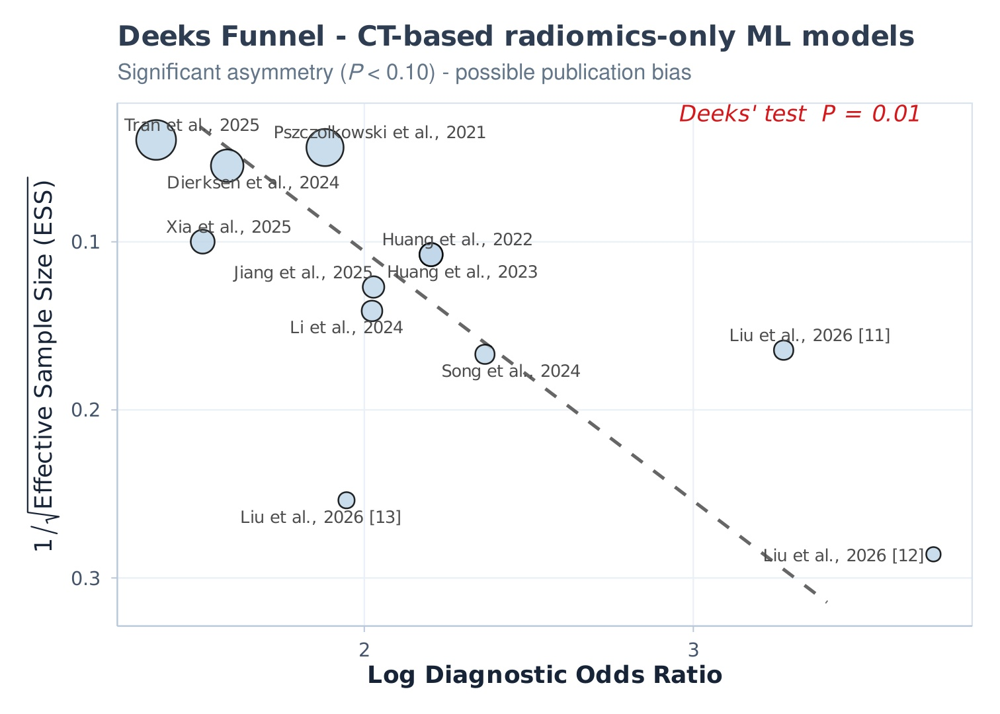 Deeks Funnel - CT-based radiomics-only ML models
Significant asymmetry (P < 0.10) - possible publication bias
Deeks' test P = 0.01
Tran et al., 2025
Pszczolkowski et al., 2021
Dierksen et al., 2024
Xia et al., 2025
Huang et al., 2022
Jiang et al., 2025
Huang et al., 2023
Li et al., 2024
Liu et al., 2026 [11]
Song et al., 2024
Liu et al., 2026 [13]
Liu et al., 2026 [12]
1/√Effective Sample Size (ESS)
0.1
0.2
0.3
2
3
Log Diagnostic Odds Ratio